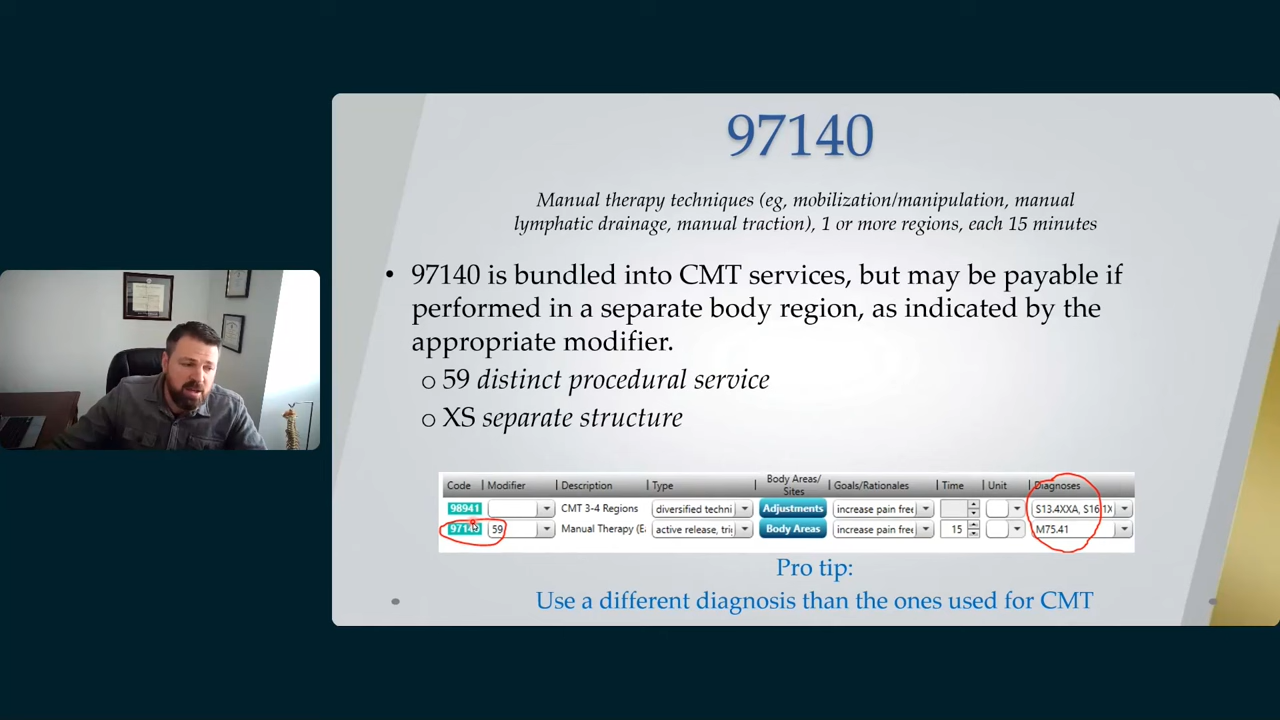 97140
Manual therapy techniques (eg, mobilization/manipulation, manual
lymphatic drainage, manual traction), 1 or more regions, each 15 minutes
• 97140 is bundled into CMT services, but may be payable if
performed in a separate body region, as indicated by the
appropriate modifier.
o 59 distinct procedural service
o XS separate structure
Code | Modifier | Description | Type Body Areas/ Sites | Goals/Rationales | Time | Unit Diagnoses
98941 CMT 3-4 Regions diversified techni Adjustments increase pain free S13.4XXA,
97140 59 Manual Therapy (E active release, trig Body Areas increase pain free 15 M75.41
Pro tip:
Use a different diagnosis than the ones used for CMT